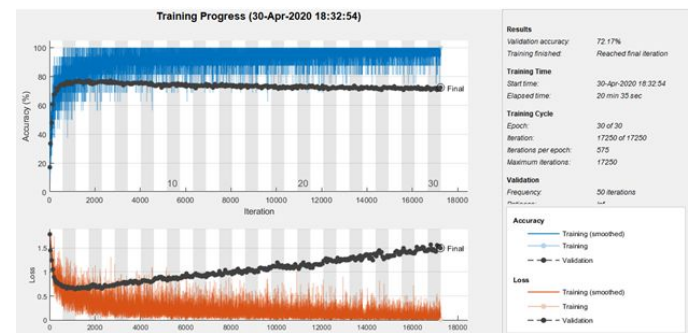 Training Progress (30-Apr-2020 18:32:54)
Accuracy (%)
100
80
60
40
20
0
Final
10
20
30
0
2000
4000
6000
8000
10000
12000
14000
16000
18000
Iteration
Loss
1.5
1
0.5
0
Final
10
20
30
0
2000
4000
6000
8000
10000
12000
14000
16000
18000
Results
Validation accuracy: 72.17%
Training finished: Reached final iteration
Training Time
Start time: 30-Apr-2020 18:32:54
Elapsed time: 20 min 35 sec
Training Cycle
Epoch: 30 of 30
Iteration: 17250 of 17250
Iterations per epoch: 575
Maximum iterations: 17250
Validation
Frequency: 50 iterations
Accuracy
Training (smoothed)
Training
Validation
Loss
Training (smoothed)
Training
Validation